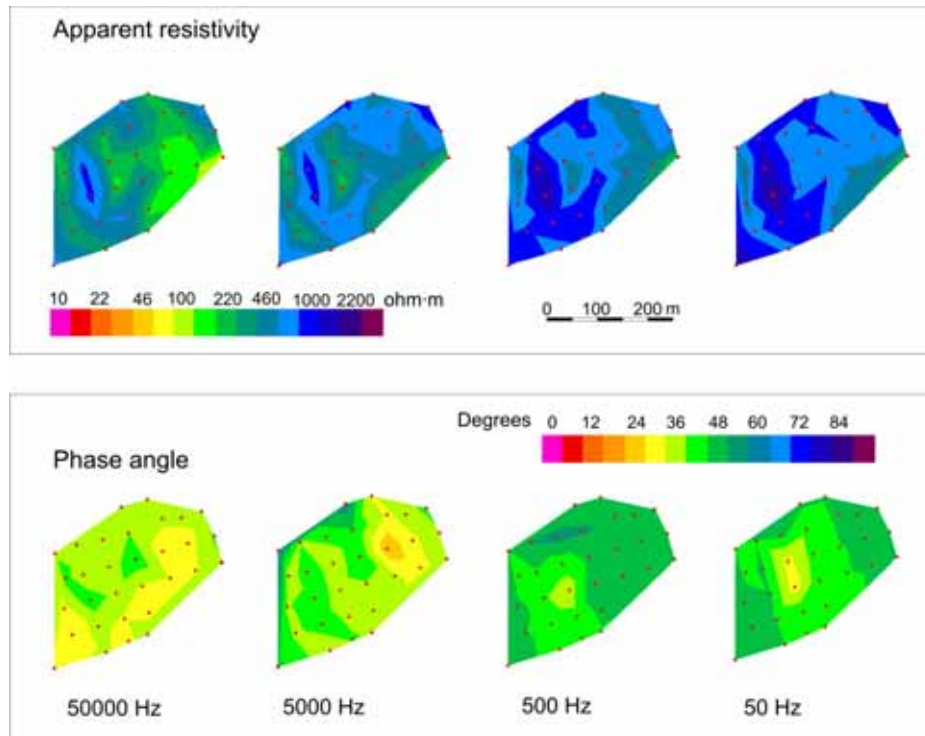 Apparent resistivity
10 22 46 100 220 460 1000 2200 ohm·m
0 100 200 m
Degrees 0 12 24 36 48 60 72 84
Phase angle
50000 Hz 5000 Hz 500 Hz 50 Hz